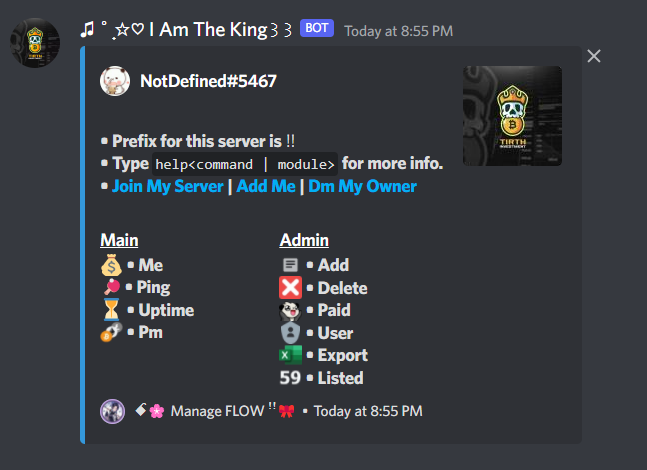 ♫ ˚ ͙۪۪̥☆♡ I Am The King꒱꒱ BOT Today at 8:55 PM
NotDefined#5467
• Prefix for this server is !!
• Type help<command | module> for more info.
• Join My Server | Add Me | Dm My Owner
TIRTH
INVESTMENT
Main
• Me
• Ping
• Uptime
• Pm
Admin
• Add
• Delete
• Paid
• User
• Export
59 • Listed
Manage FLOW !! • Today at 8:55 PM